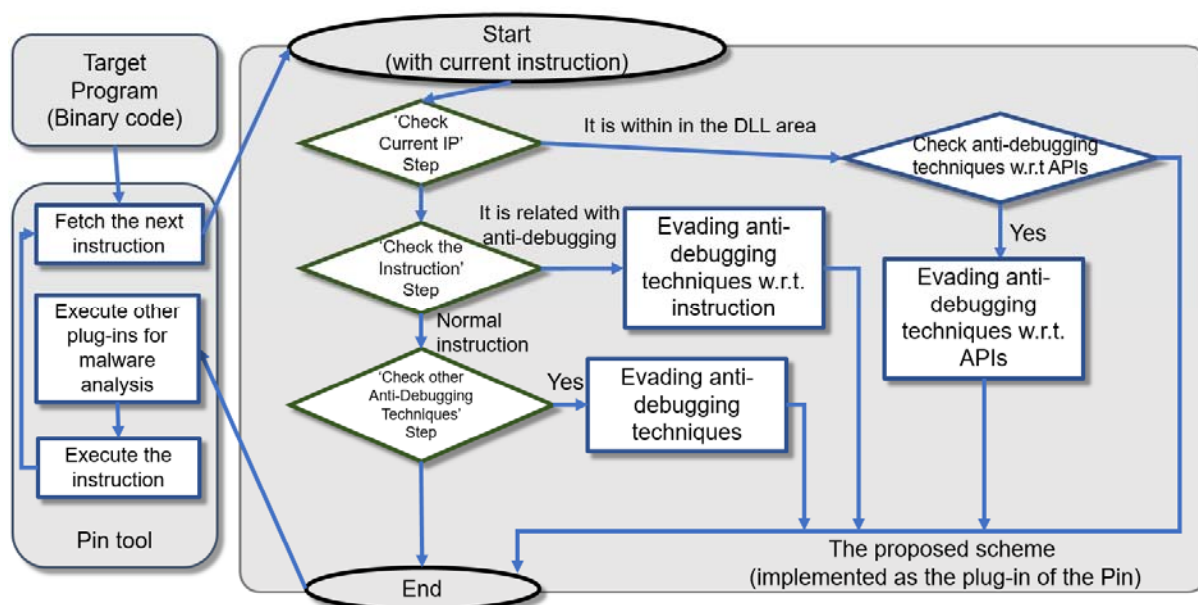 Target
Program
(Binary code)
Fetch the next
instruction
Execute other
plug-ins for
malware
analysis
Execute the
instruction
Pin tool
Start
(with current instruction)
‘Check
Current IP’
Step
It is within in the DLL area
Check anti-debugging
techniques w.r.t APIs
‘Check the
Instruction’
Step
It is related with
anti-debugging
Evading anti-
debugging
techniques w.r.t.
instruction
Yes
Evading anti-
debugging
techniques w.r.t.
APIs
Normal
instruction
‘Check other
Anti-Debugging
Techniques’
Step
Yes
Evading anti-
debugging
techniques
End
The proposed scheme
(implemented as the plug-in of the Pin)